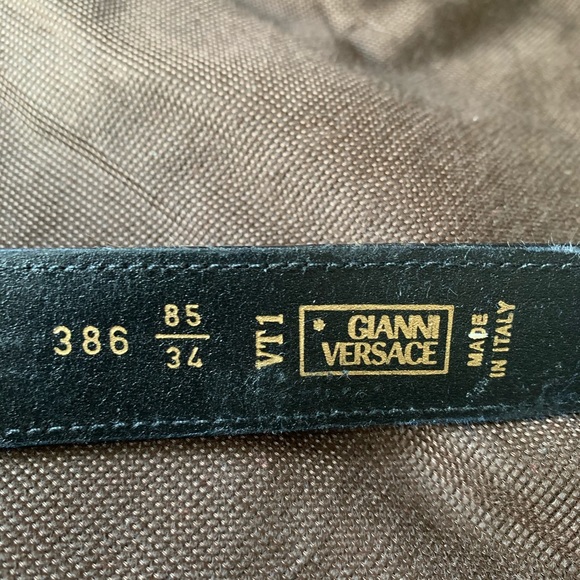 386
85
34
VT1
GIANNI
VERSACE
MADE
IN ITALY